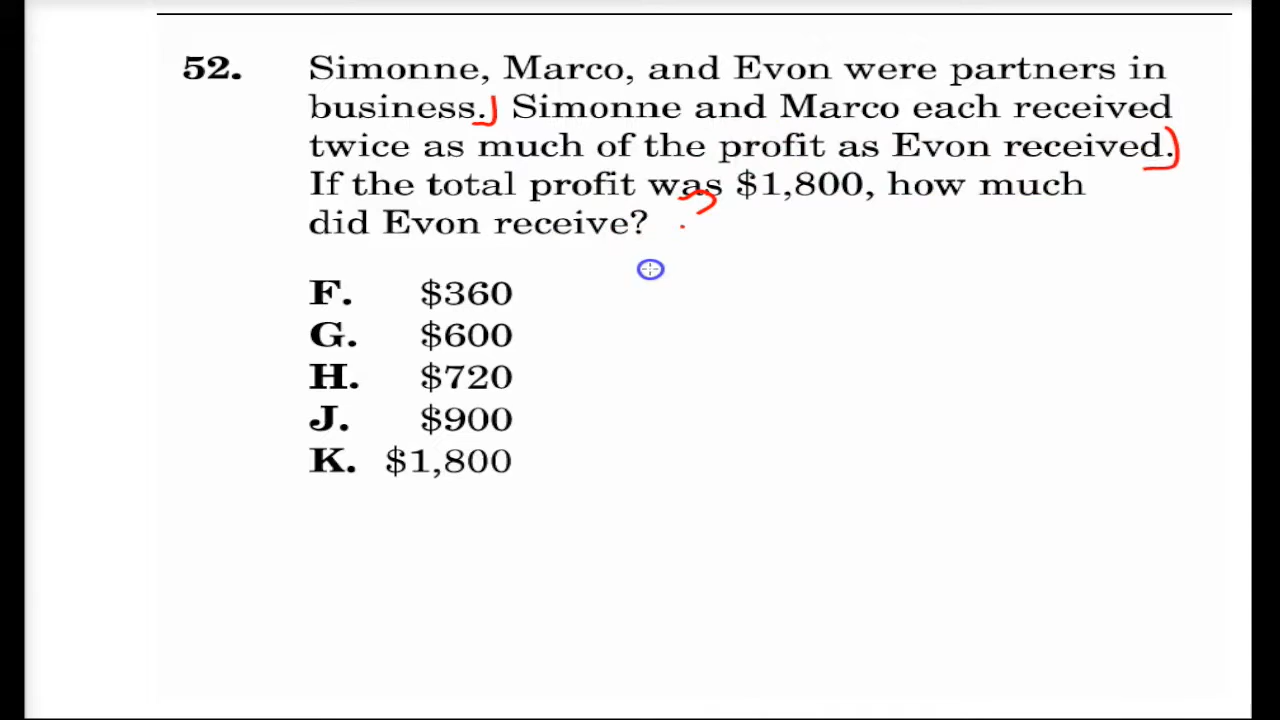 52. Simonne, Marco, and Evon were partners in
business. Simonne and Marco each received
twice as much of the profit as Evon received.
If the total profit was $1,800, how much
did Evon receive? ?
F. $360
G. $600
H. $720
J. $900
K. $1,800